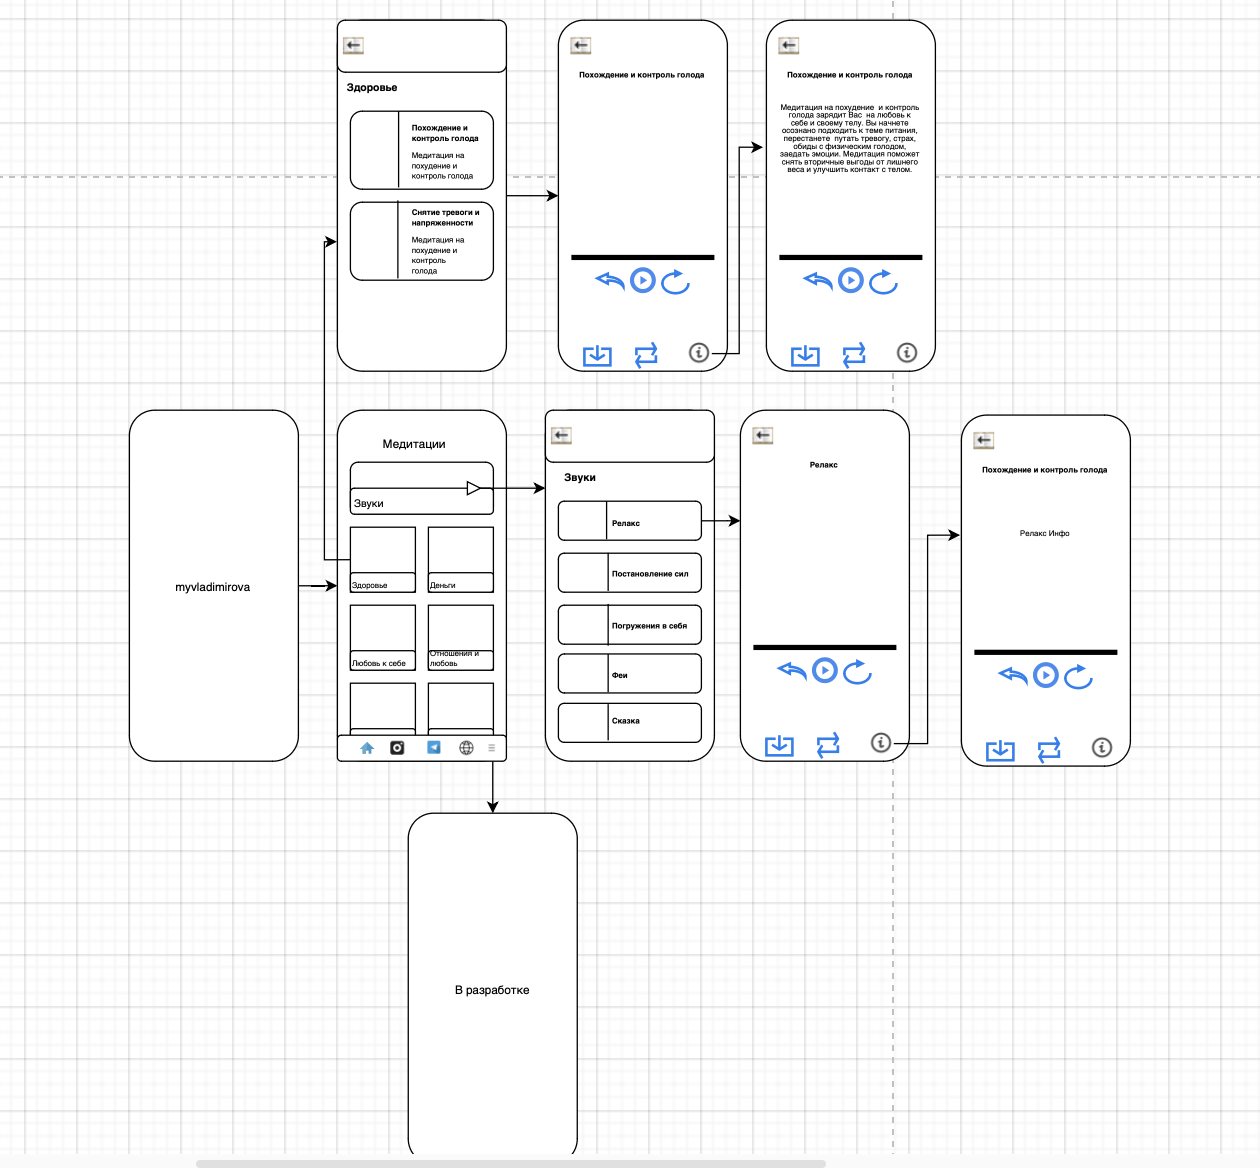 Здоровье
Похождение и
контроль голода
Медитация на
похудение и
контроль голода
Снятие тревоги и
напряженности
Медитация на
похудение и
контроль
голода
Похождение и контроль голода
Похождение и контроль голода
Медитация на похудение и контроль
голода зарядит Вас на любовь к
себе и своему телу. Вы начнете
осознано подходить к теме питания,
перестанете путать тревогу, страх,
обиды с физическим голодом,
заедать эмоции. Медитация поможет
снять вторичные выгоды от лишнего
веса и улучшить контакт с телом.
myvladimirova
Медитации
Звуки
Здоровье
Деньги
Любовь к себе
Отношения и
любовь
Звуки
Релакс
Постановление сил
Погружения в себя
Феи
Сказка
Релакс
Похождение и контроль голода
Релакс Инфо
В разработке